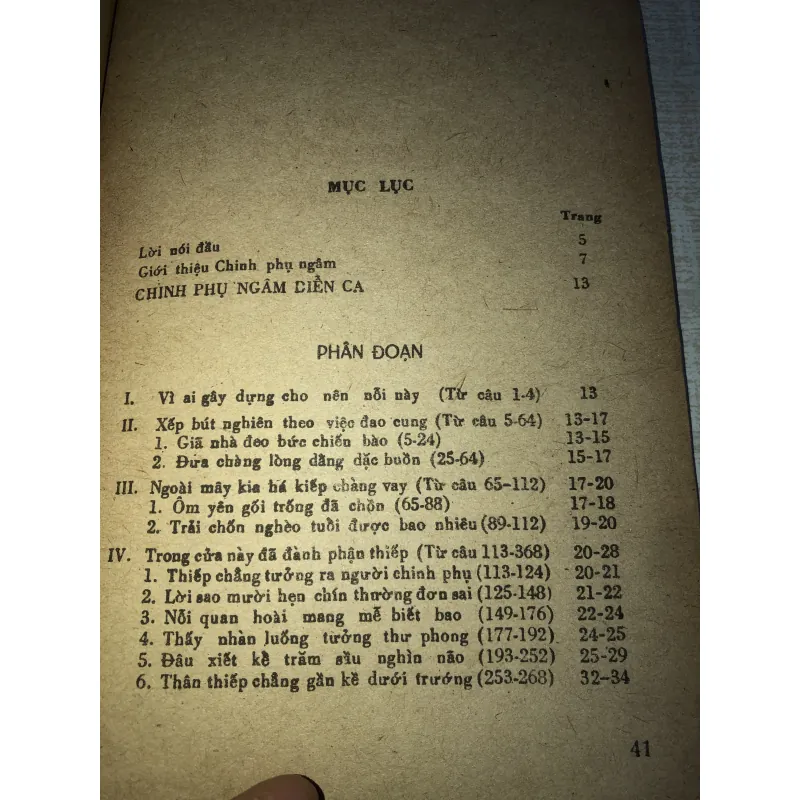 MỤC LỤC
Trang
Lời nói đầu 5
Giới thiệu Chinh phụ ngâm 7
CHINH PHỤ NGÂM DIỄN CA 13
PHÂN ĐOẠN
I. Vì ai gây dựng cho nên nỗi này (Từ câu 1-4) 13
II. Xếp bút nghiên theo việc đao cung (Từ câu 5-64) 13-17
1. Giã nhà đeo bức chiến bào (5-24) 13-15
2. Đưa chàng lòng dằng dặc buồn (25-64) 15-17
III. Ngoài mây kia há kiếp chàng vay (Từ câu 65-112) 17-20
1. Ôm yên gối trống đã chồn (65-88) 17-18
2. Trải chốn nghèo tuổi được bao nhiêu (89-112) 19-20
IV. Trong cửa này đã đành phận thiếp (Từ câu 113-368) 20-28
1. Thiếp chẳng tưởng ra người chinh phụ (113-124) 20-21
2. Lời sao mười hẹn chín thường đơn sai (125-148) 21-22
3. Nỗi quan hoài mang mễ biết bao (149-176) 22-24
4. Thấy nhàn luống tưởng thư phong (177-192) 24-25
5. Đâu xiết kể trăm sầu nghìn não (193-252) 25-29
6. Thân thiếp chẳng gần kề dưới trướng (253-268) 32-34
41